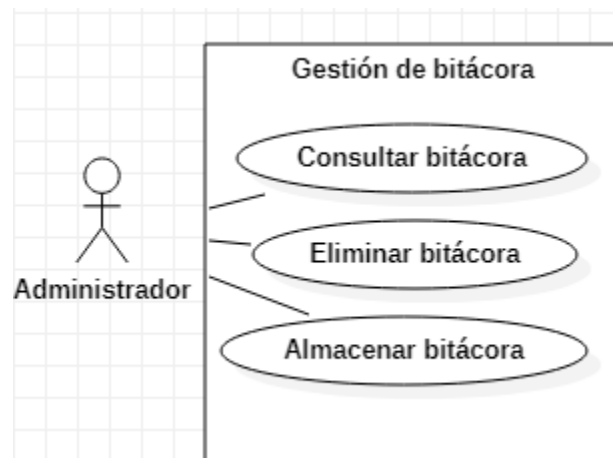 Gestión de bitácora
Consultar bitácora
Eliminar bitácora
Administrador
Almacenar bitácora